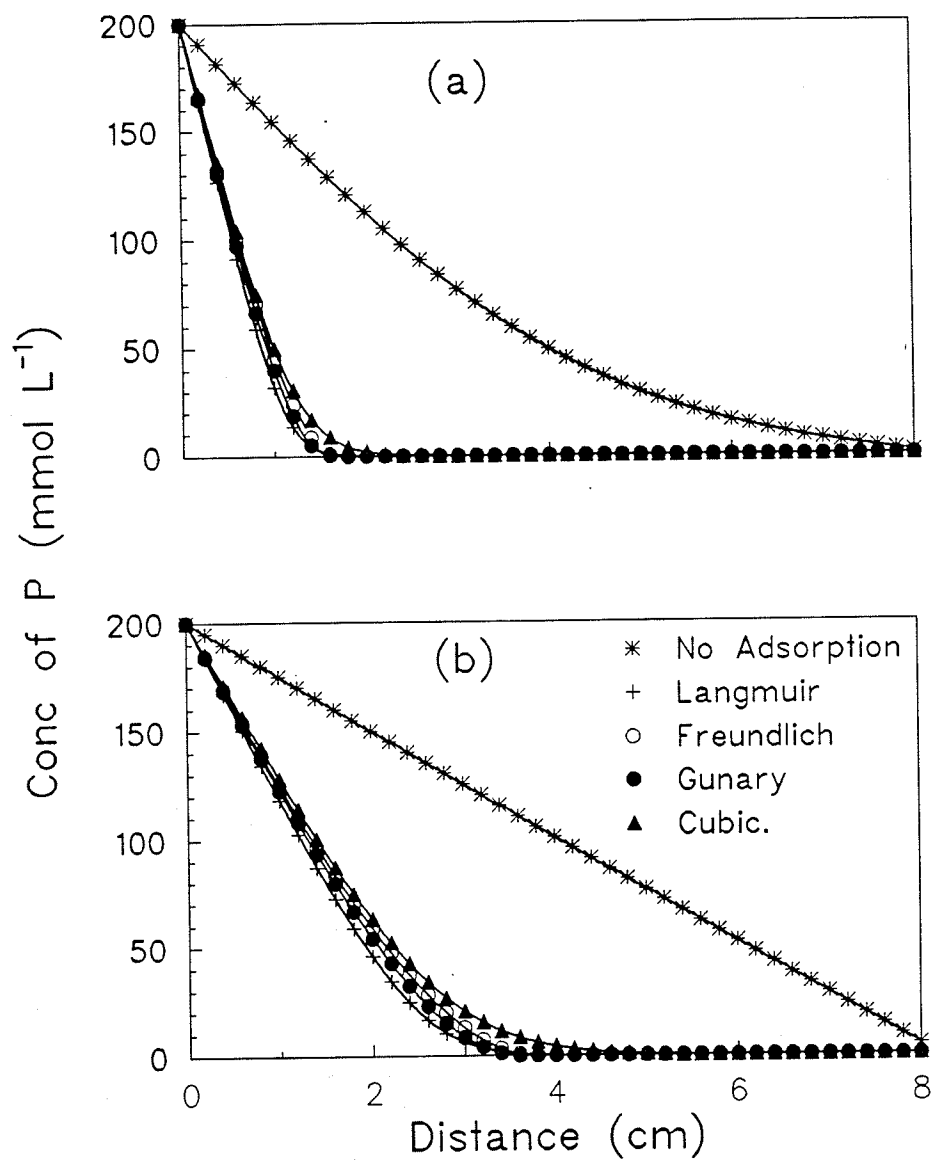 200
150
100
50
0
(a)
Conc of P (mmol L⁻¹)
200
150
100
50
0
(b)
No Adsorption
Langmuir
Freundlich
Gunary
Cubic.
0 2 4 6 8
Distance (cm)